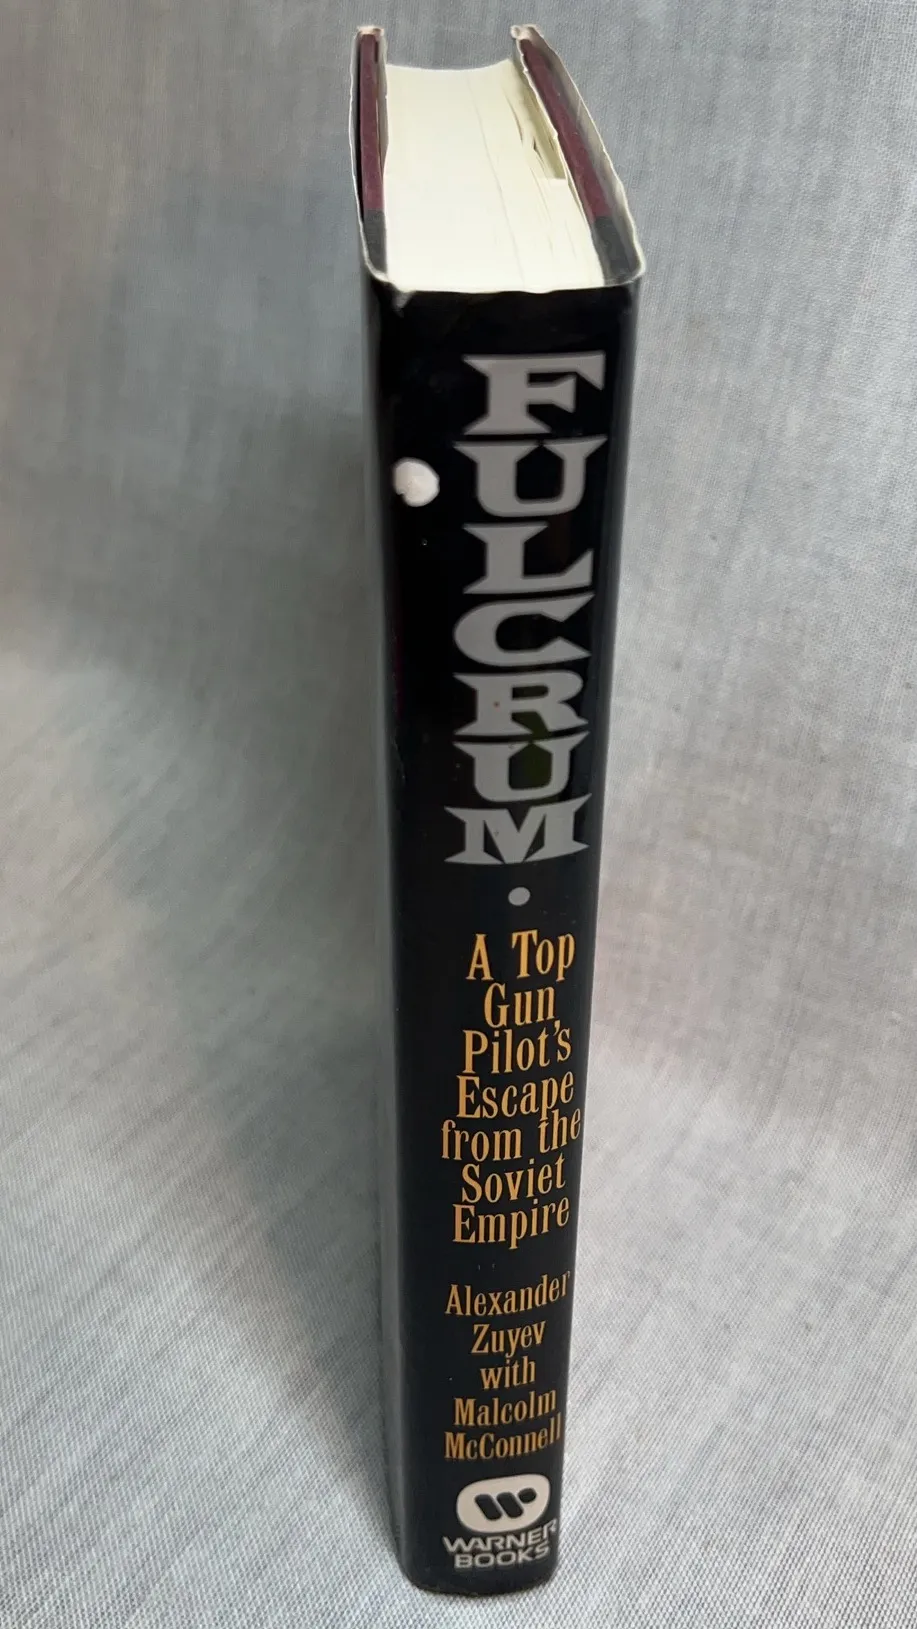 FULCRUM
A Top
Gun
Pilot's
Escape
from the
Soviet
Empire
Alexander
Zuyev
with
Malcolm
McConnell
WARNER
BOOKS